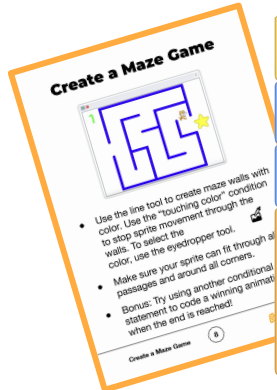 Create a Maze Game
• Use the line tool to create maze walls with
color. Use the "touching color" condition
to stop sprite movement through the
walls. To select the
color, use the eyedropper tool.
• Make sure your sprite can fit through all
passages and around all corners.
• Bonus: Try using another conditional
statement to code a winning animati
when the end is reached!
Create a Maze Game
8